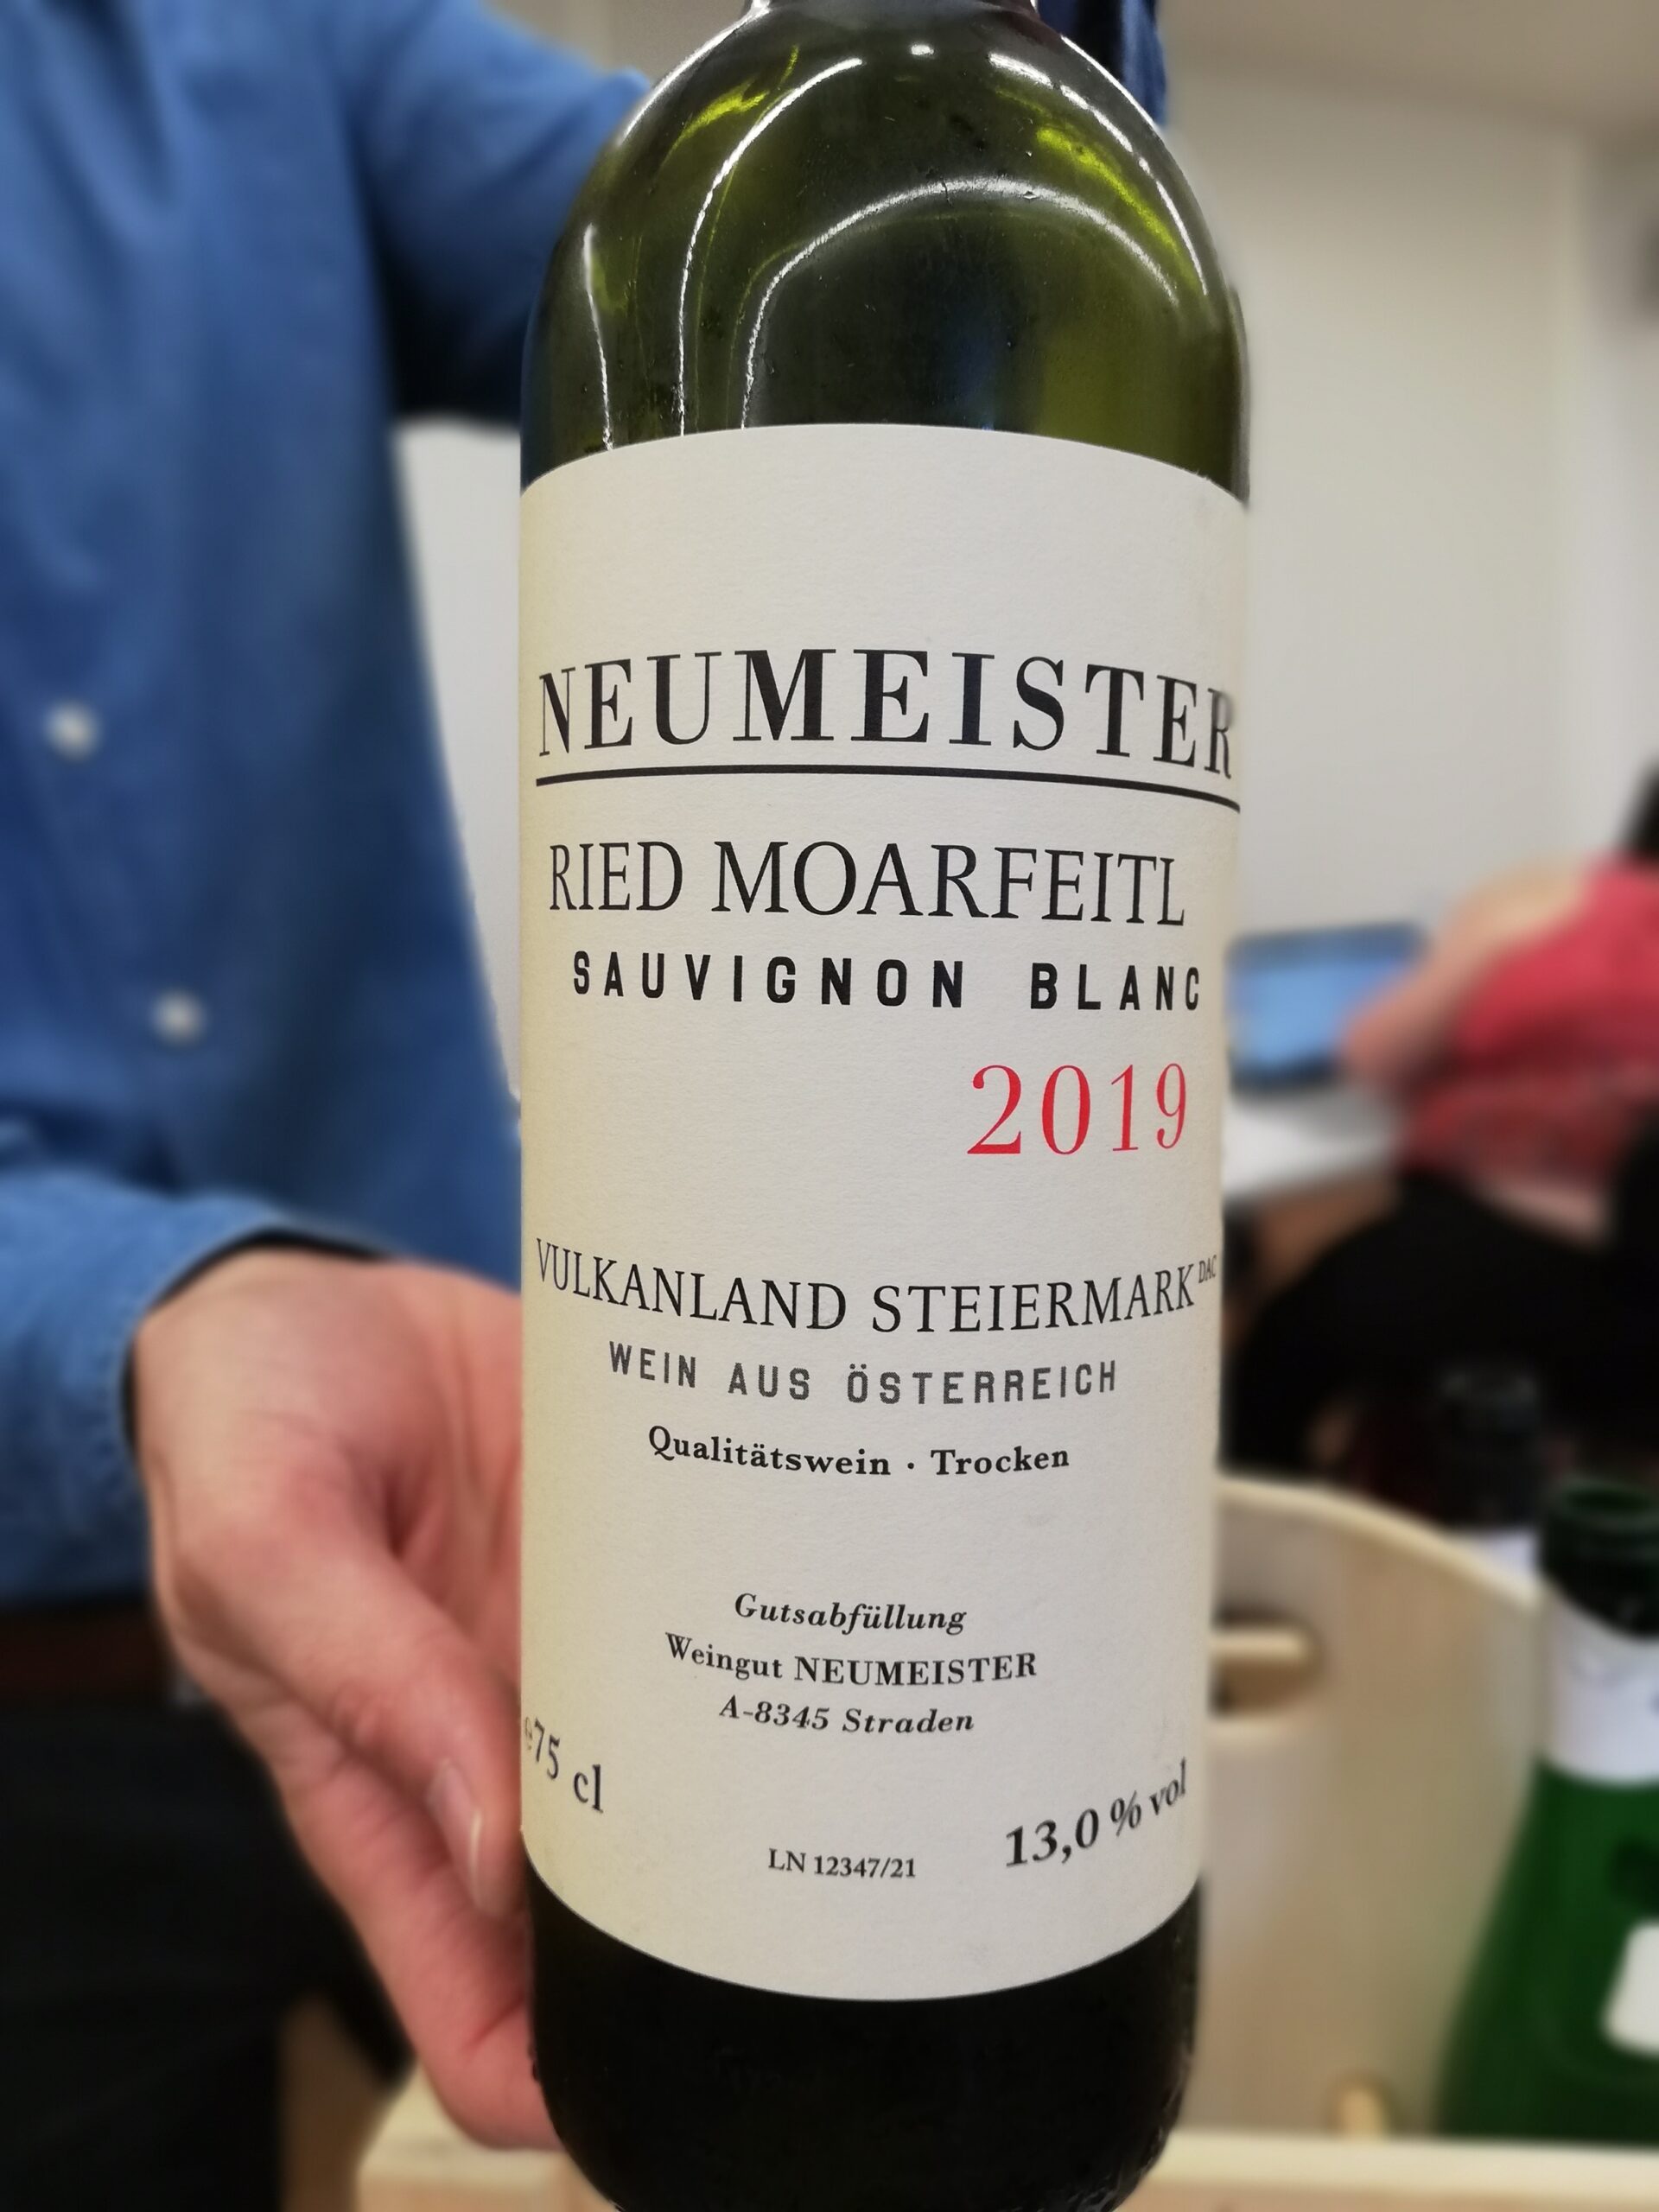 NEUMEISTER
RIED MOARFEITL
SAUVIGNON BLANC
2019
VULKANLAND STEIERMARK DAC
WEIN AUS ÖSTERREICH
Qualitätswein · Trocken
Gutsabfüllung
Weingut NEUMEISTER
A-8345 Straden
e75 cl
13,0 % vol
LN 12347/21